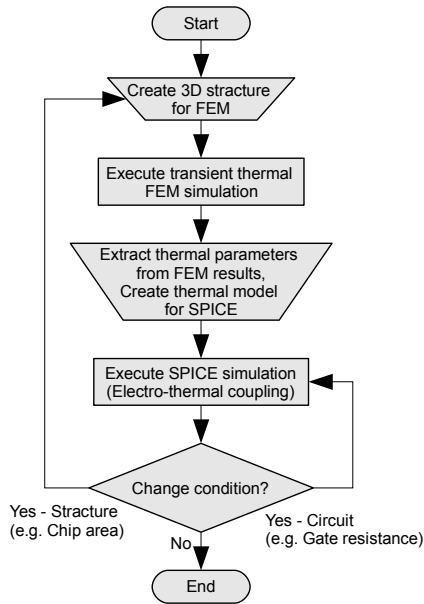 Start
Create 3D stracture
for FEM
Execute transient thermal
FEM simulation
Extract thermal parameters
from FEM results,
Create thermal model
for SPICE
Execute SPICE simulation
(Electro-thermal coupling)
Change condition?
Yes - Stracture
(e.g. Chip area)
Yes - Circuit
(e.g. Gate resistance)
No
End